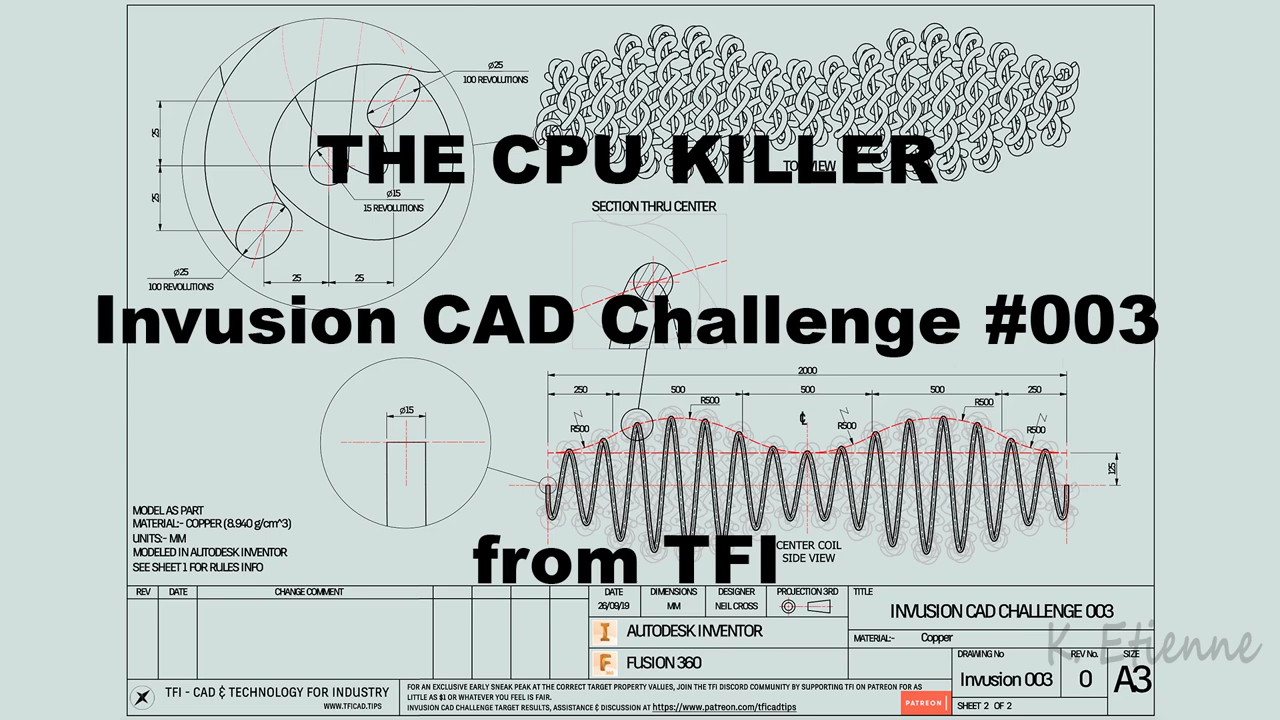 THE CPU KILLER
Invusion CAD Challenge #003
from TFI
Ø25
100 REVOLUTIONS
25
25
Ø15
15 REVOLUTIONS
Ø25
100 REVOLUTIONS
25
25
SECTION THRU CENTER
2000
250
500
500
500
250
R500
R500
R500
R500
R500
125
Ø15
CENTER COIL
SIDE VIEW
MODEL AS PART
MATERIAL:- COPPER (8.940 g/cm^3)
UNITS:- MM
MODELED IN AUTODESK INVENTOR
SEE SHEET 1 FOR RULES INFO
REV
DATE
CHANGE COMMENT
DATE
26/09/19
DIMENSIONS
MM
DESIGNER
NEIL CROSS
PROJECTION 3RD
TITLE
INVUSION CAD CHALLENGE 003
AUTODESK INVENTOR
FUSION 360
MATERIAL:- Copper
K. Etienne
DRAWING No
Invusion 003
REV No.
0
SIZE
A3
SHEET 2 OF 2
TFI - CAD & TECHNOLOGY FOR INDUSTRY
WWW.TFICAD.TIPS
FOR AN EXCLUSIVE EARLY SNEAK PEAK AT THE CORRECT TARGET PROPERTY VALUES, JOIN THE TFI DISCORD COMMUNITY BY SUPPORTING TFI ON PATREON FOR AS
LITTLE AS $1 OR WHATEVER YOU FEEL IS FAIR.
INVUSION CAD CHALLENGE TARGET RESULTS, ASSISTANCE & DISCUSSION AT https://www.patreon.com/tficadtips
PATREON